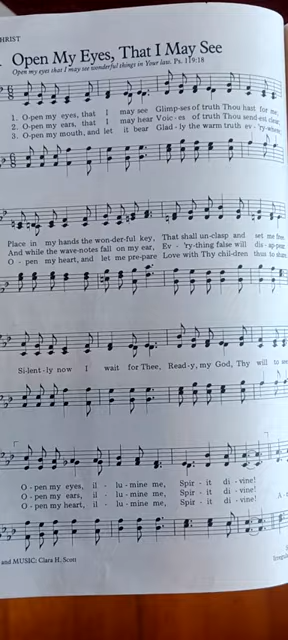 CHRIST
Open My Eyes, That I May See
Open my eyes that I may see wonderful things in Your law. Ps. 119:18
1. O-pen my eyes, that I may see Glimp-ses of truth Thou hast for me;
2. O-pen my ears, that I may hear Voic-es of truth Thou send-est clear;
3. O-pen my mouth, and let it bear Glad-ly the warm truth ev-'ry-where;
Place in my hands the won-der-ful key, That shall un-clasp and set me free.
And while the wave-notes fall on my ear, Ev-'ry-thing false will dis-ap-pear.
O-pen my heart, and let me pre-pare Love with Thy chil-dren thus to share.
Si-lent-ly now I wait for Thee, Read-y, my God, Thy will to see
O-pen my eyes, il-lu-mine me, Spir-it di-vine!
O-pen my ears, il-lu-mine me, Spir-it di-vine!
O-pen my heart, il-lu-mine me, Spir-it di-vine!
A-
and MUSIC: Clara H. Scott